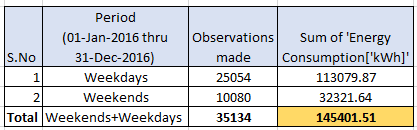 S.No
Period
(01-Jan-2016 thru
31-Dec-2016)
Observations
made
Sum of 'Energy
Consumption['kWh]'
1 Weekdays 25054 113079.87
2 Weekends 10080 32321.64
Total Weekends+Weekdays 35134 145401.51